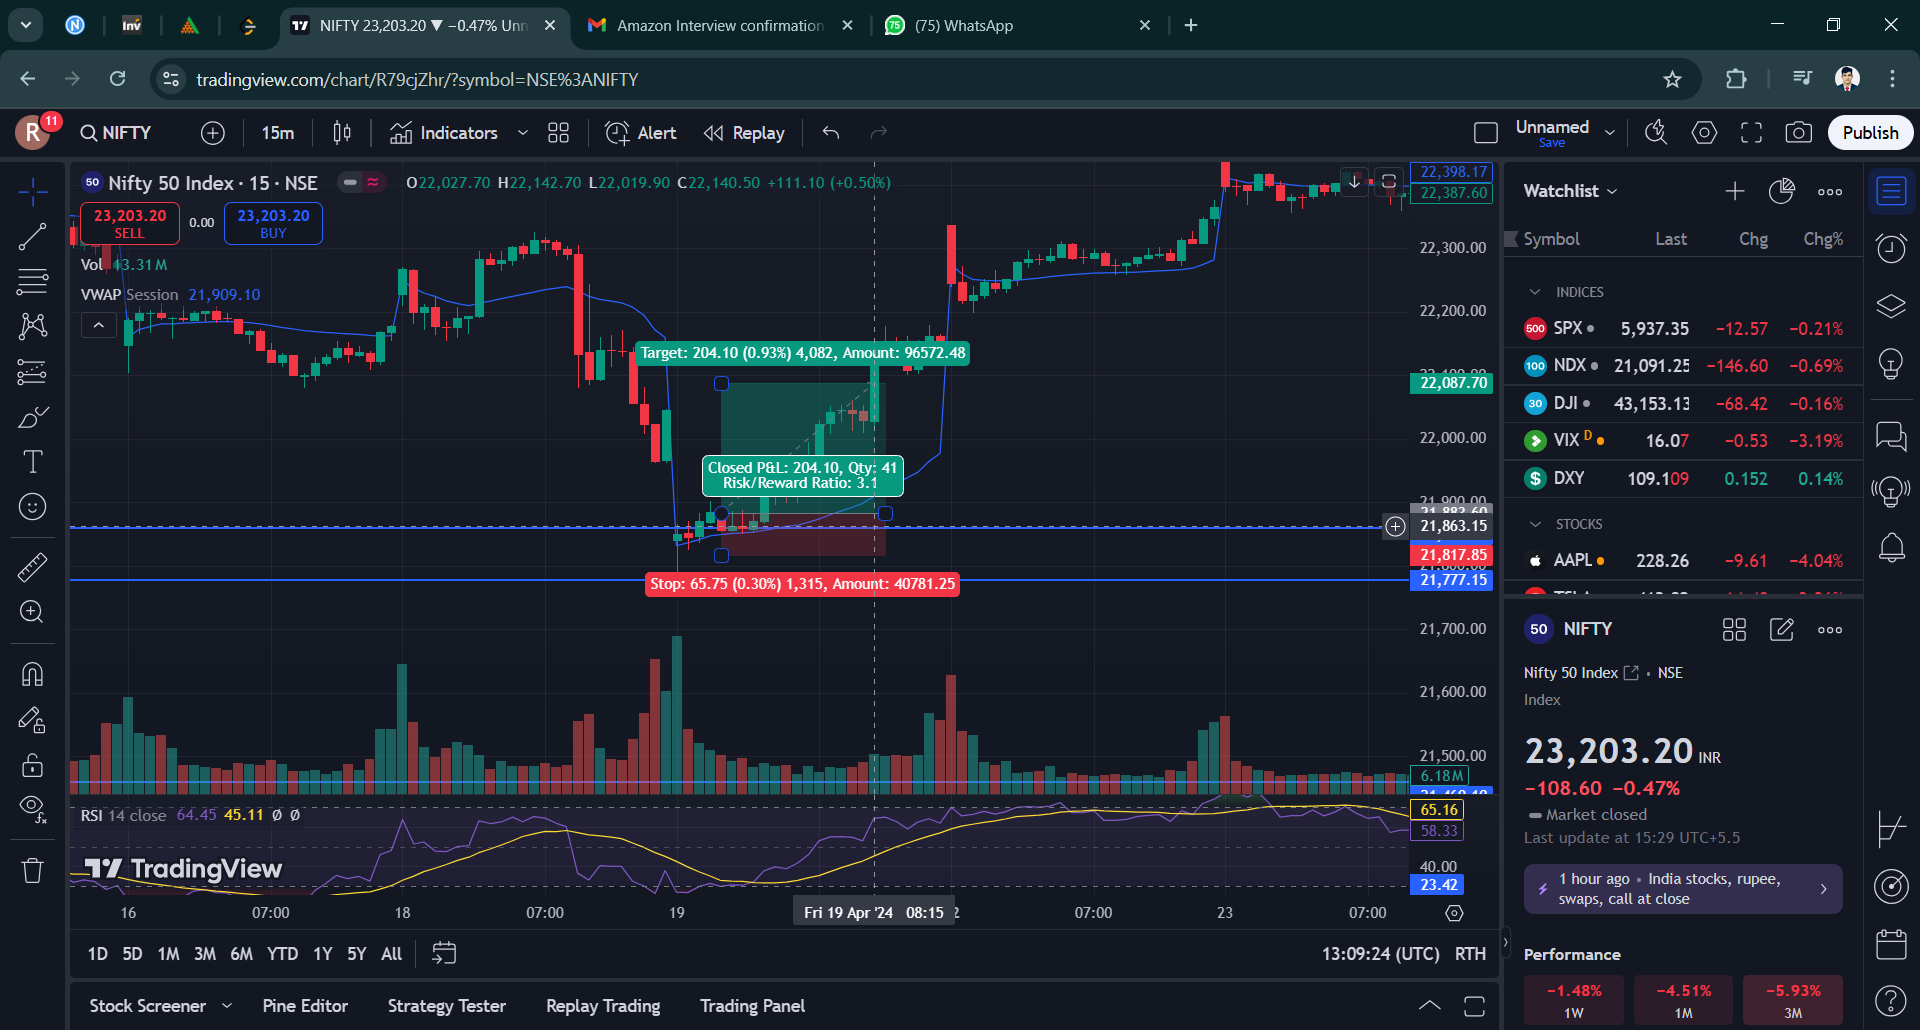 Inv
NIFTY 23,203.20 ▼ −0.47% Unn
Amazon Interview confirmation
75
(75) WhatsApp
tradingview.com/chart/R79cjZhr/?symbol=NSE%3ANIFTY
R
11
NIFTY
15m
Indicators
Alert
Replay
Unnamed
Save
Publish
50
Nifty 50 Index · 15 · NSE
O22,027.70 H22,142.70 L22,019.90 C22,140.50 +111.10 (+0.50%)
23,203.20
SELL
0.00
23,203.20
BUY
Vol
43.31 M
VWAP Session 21,909.10
Target: 204.10 (0.93%) 4,082, Amount: 96572.48
Closed P&L: 204.10, Qty: 41
Risk/Reward Ratio: 3.1
Stop: 65.75 (0.30%) 1,315, Amount: 40781.25
22,398.17
22,387.60
22,300.00
22,200.00
22,087.70
22,000.00
21,900.00
21,883.60
21,863.15
21,817.85
21,777.15
21,700.00
21,600.00
21,500.00
6.18M
RSI 14 close 64.45 45.11 Ø Ø
65.16
58.33
40.00
23.42
TradingView
16
07:00
18
07:00
19
Fri 19 Apr '24 08:15
07:00
23
07:00
1D 5D 1M 3M 6M YTD 1Y 5Y All
13:09:24 (UTC) RTH
Stock Screener
Pine Editor
Strategy Tester
Replay Trading
Trading Panel
Watchlist
Symbol Last Chg Chg%
INDICES
500 SPX 5,937.35 −12.57 −0.21%
100 NDX 21,091.25 −146.60 −0.69%
30 DJI 43,153.13 −68.42 −0.16%
VIX D 16.07 −0.53 −3.19%
$ DXY 109.109 0.152 0.14%
STOCKS
AAPL 228.26 −9.61 −4.04%
50 NIFTY
Nifty 50 Index · NSE
Index
23,203.20 INR
−108.60 −0.47%
Market closed
Last update at 15:29 UTC+5.5
1 hour ago • India stocks, rupee,
swaps, call at close
Performance
−1.48%
1W
−4.51%
1M
−5.93%
3M